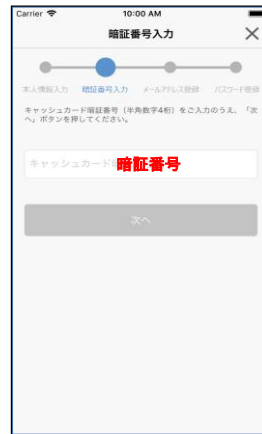 Carrier 10:00 AM
暗証番号入力
本人情報入力 暗証番号入力 メールアドレス登録 パスワード登録
キャッシュカード暗証番号（半角数字4桁）をご入力のうえ、「次
へ」ボタンを押してください。
キャッシュカード 暗証番号
次へ